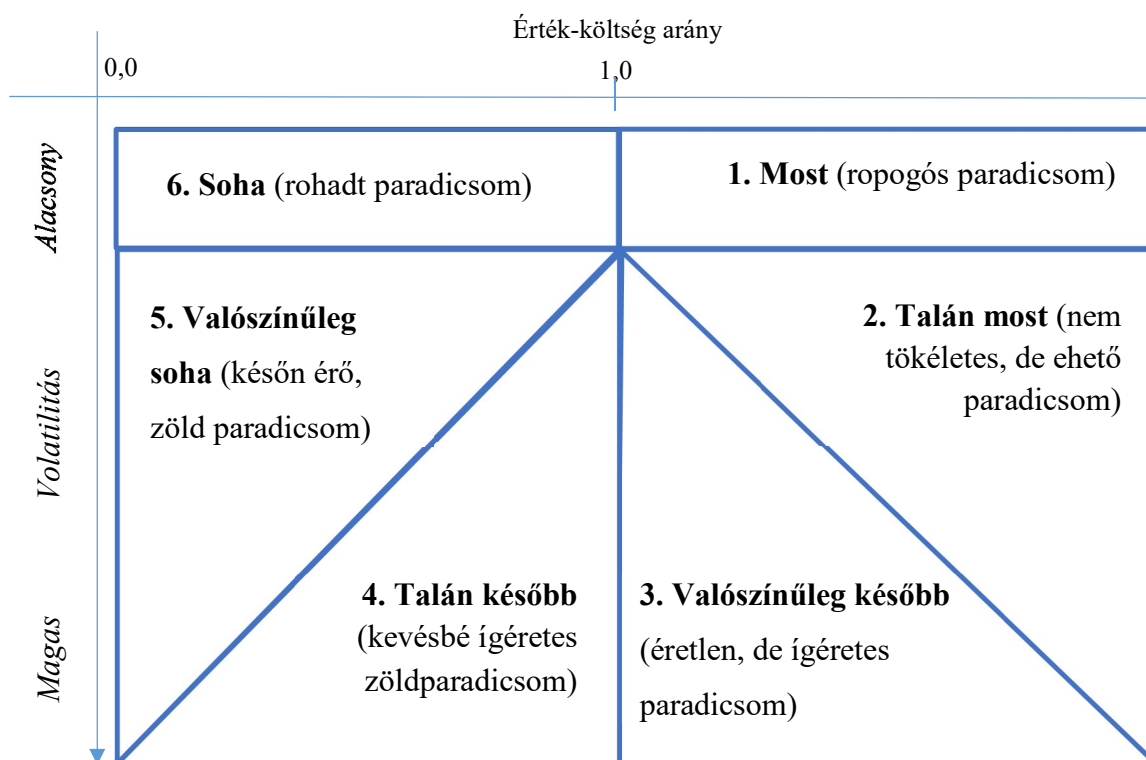 Érték-költség arány
0,0
1,0
Alacsony
Volatilitás
Magas
6. Soha (rohadt paradicsom)
1. Most (ropogós paradicsom)
5. Valószínűleg
soha (későn érő,
zöld paradicsom)
2. Talán most (nem
tökéletes, de ehető
paradicsom)
4. Talán később
(kevésbé ígéretes
zöldparadicsom)
3. Valószínűleg később
(éretlen, de ígéretes
paradicsom)